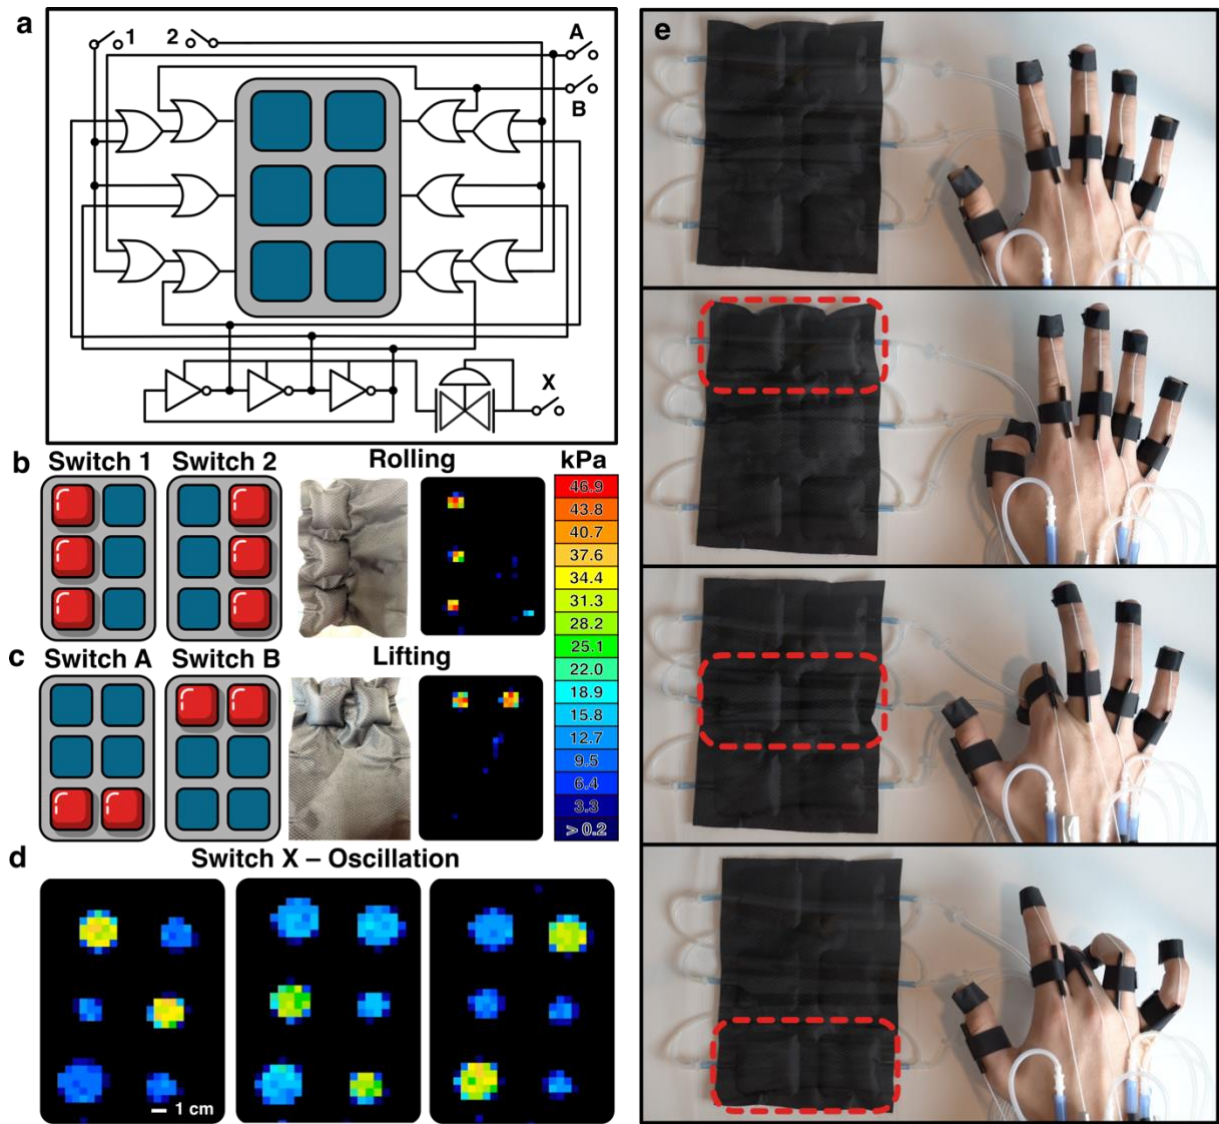 a
1
2
A
B
X
b
Switch 1
Switch 2
Rolling
kPa
46.9
43.8
40.7
37.6
34.4
31.3
28.2
25.1
22.0
18.9
15.8
12.7
9.5
6.4
3.3
> 0.2
c
Switch A
Switch B
Lifting
d
Switch X – Oscillation
1 cm
e